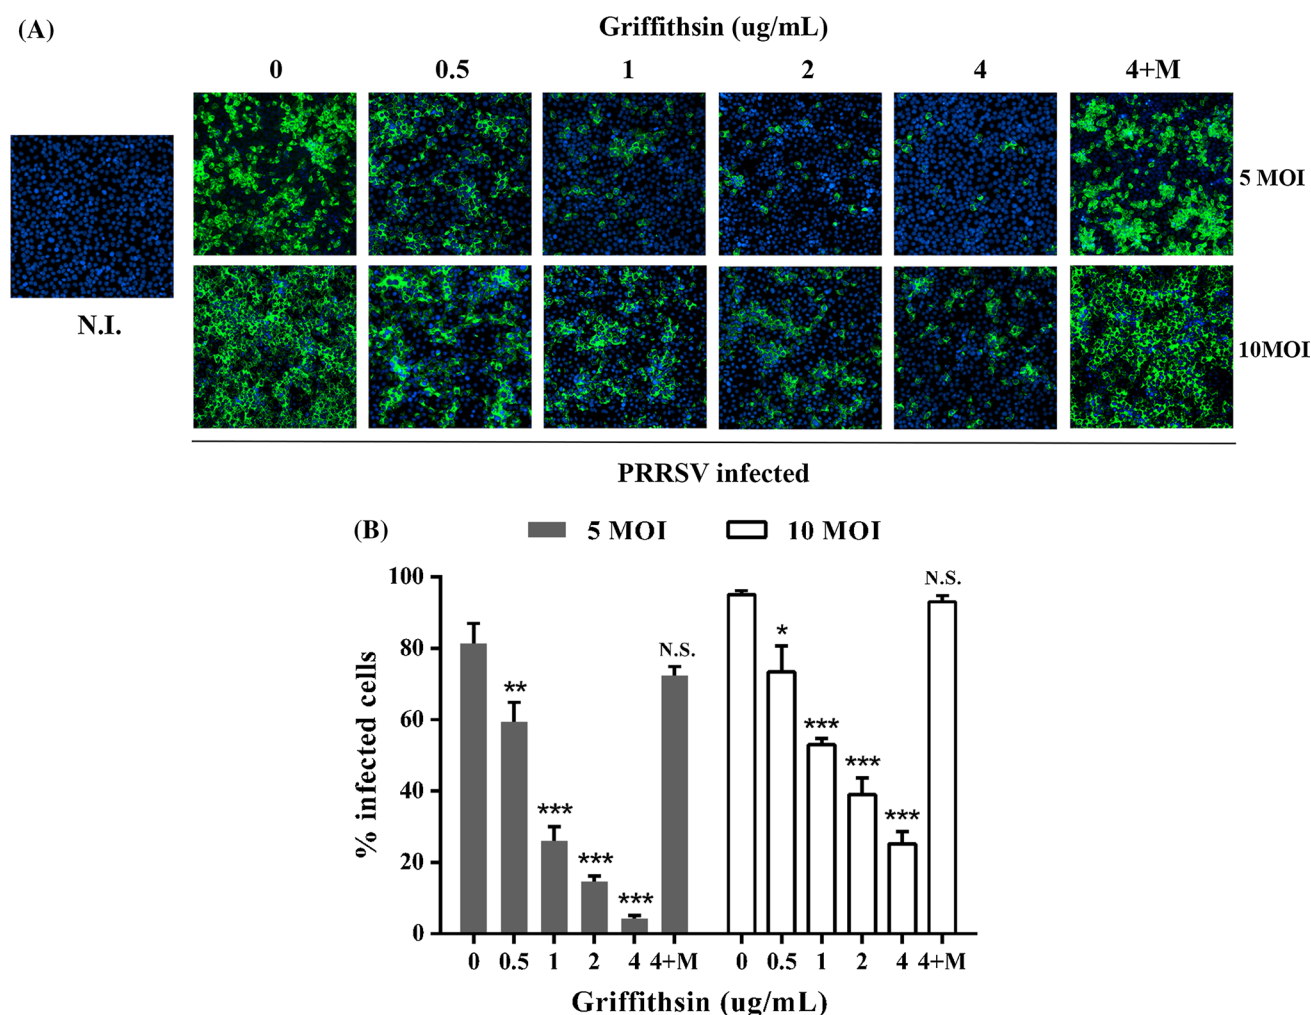 (A)
Griffithsin (ug/mL)
0 0.5 1 2 4 4+M
5 MOI
N.I.
10MOI
PRRSV infected
(B)
5 MOI 10 MOI
100
80
60
40
20
0
% infected cells
** *** *** *** N.S.
* *** *** *** N.S.
0 0.5 1 2 4 4+M 0 0.5 1 2 4 4+M
Griffithsin (ug/mL)